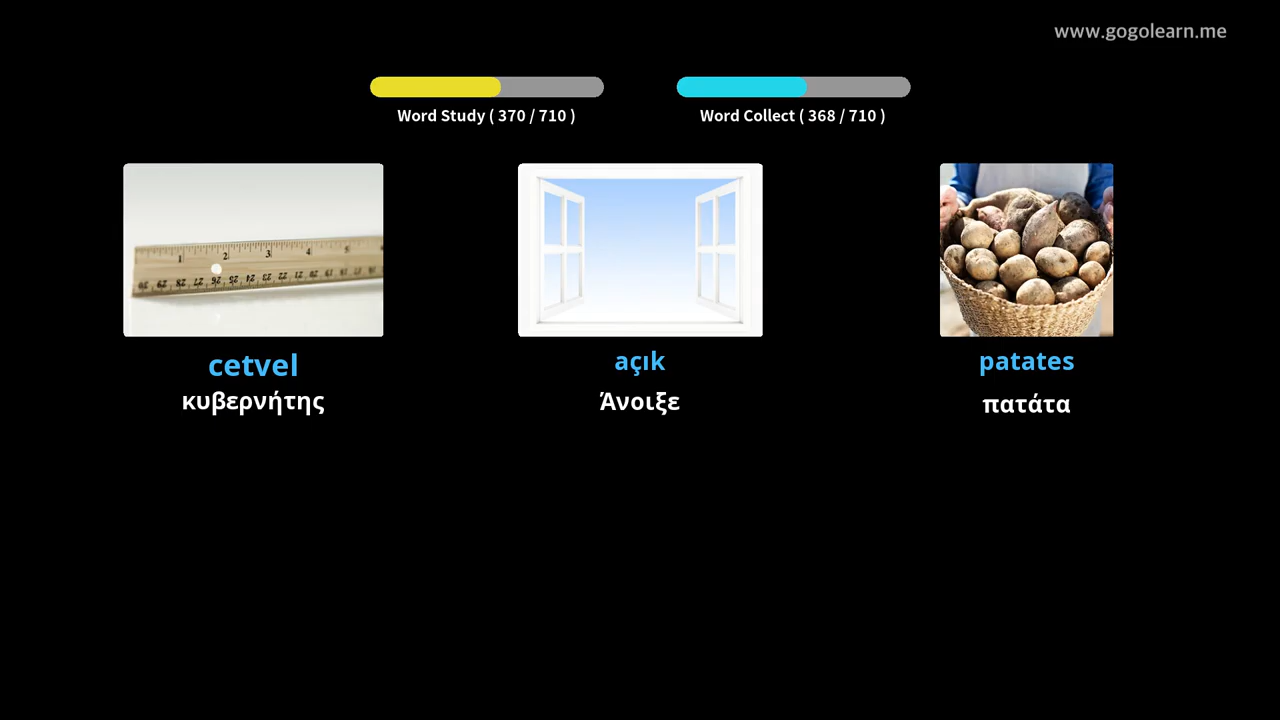 www.gogolearn.me
Word Study ( 370 / 710 )
Word Collect ( 368 / 710 )
cetvel
κυβερνήτης
açık
Άνοιξε
patates
πατάτα